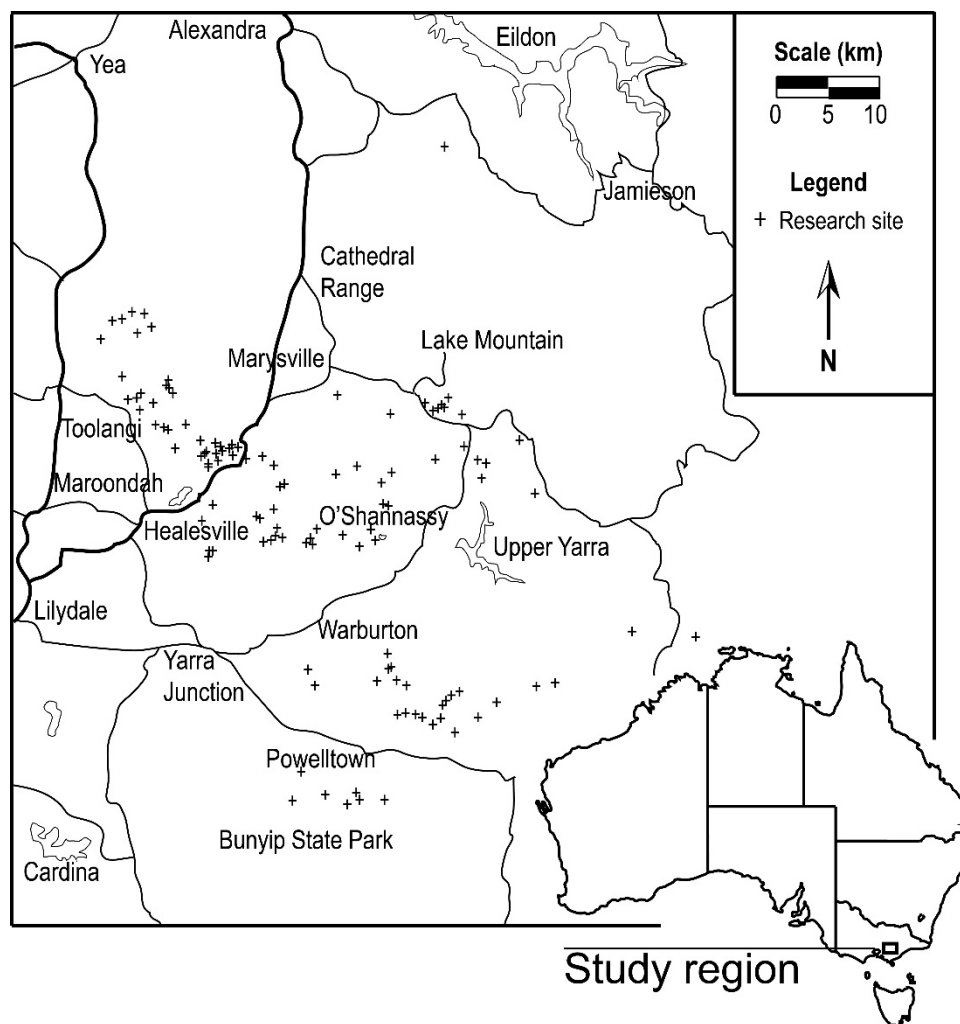 Alexandra
Eildon
Yea
Scale (km)
0 5 10
Jamieson
Legend
+ Research site
N
Cathedral
Range
Lake Mountain
Marysville
Toolangi
Maroondah
Healesville
O'Shannassy
Upper Yarra
Lilydale
Warburton
Yarra
Junction
Powelltown
Bunyip State Park
Cardina
Study region